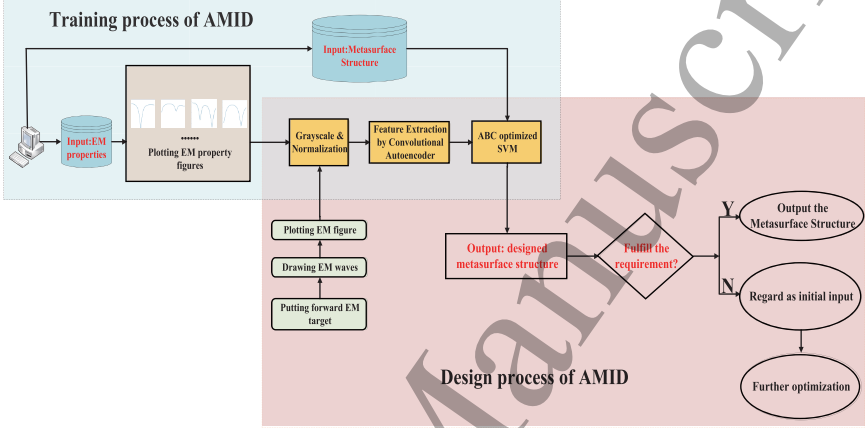 Training process of AMID
Input:Metasurface
Structure
Input:EM
properties
••••••
Plotting EM property
figures
Grayscale &
Normalization
Feature Extraction
by Convolutional
Autoencoder
ABC optimized
SVM
Plotting EM figure
Drawing EM waves
Putting forward EM
target
Output: designed
metasurface structure
Fulfill the
requirement?
Y
Output the
Metasurface Structure
N
Regard as initial input
Further optimization
Design process of AMID
Manuscri